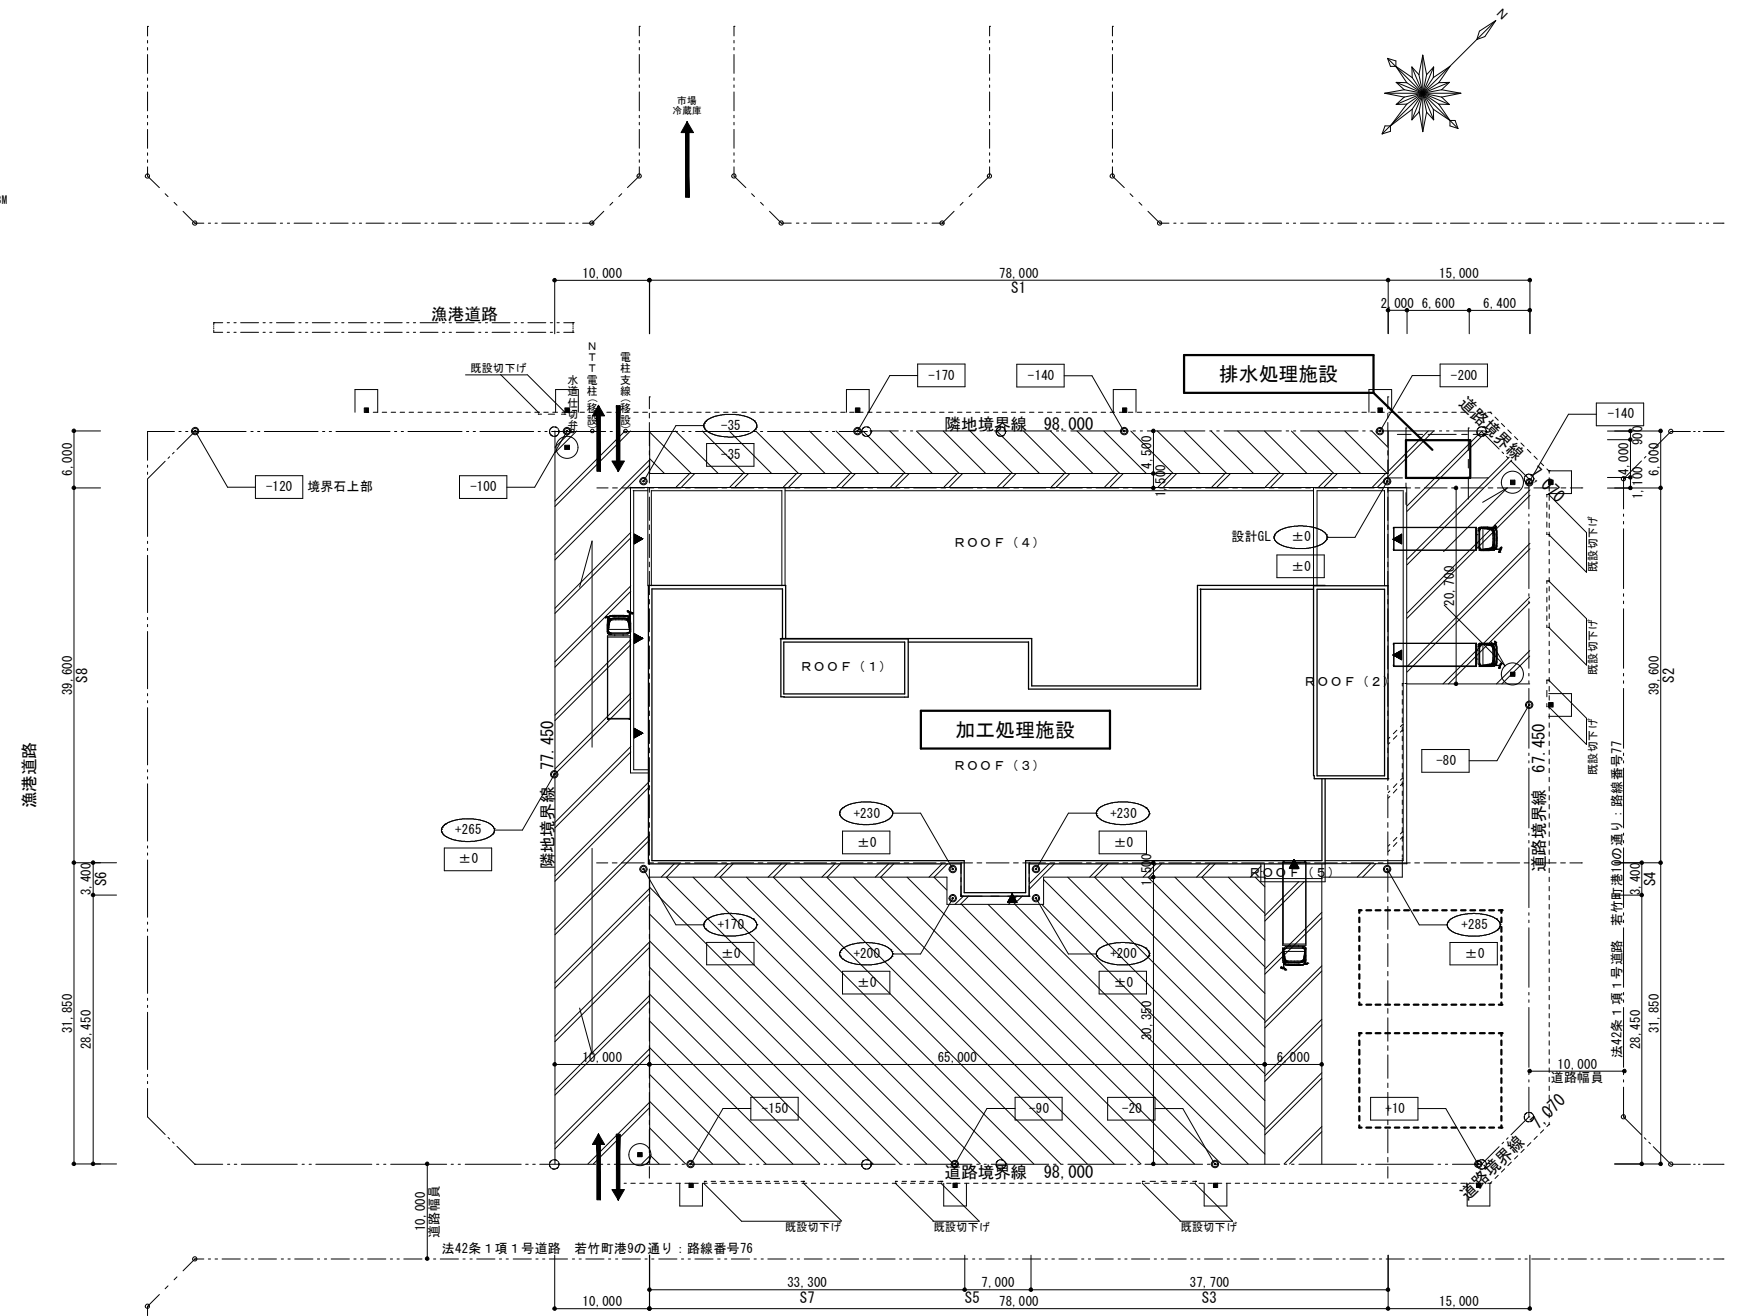 N
市場
冷蔵庫
BM
10,000
78,000
15,000
S1
2,000
6,600
6,400
漁港道路
既設切下げ
水道仕切弁
NTT電柱(移設)
電柱支線(移設)
-170
-140
排水処理施設
-200
道路境界線
7,070
-140
隣地境界線 98,000
-35
-35
4,500
1,500
6,000
-120
境界石上部
-100
900
4,000
1,100
6,000
ROOF(4)
設計GL
±0
±0
既設切下げ
20,700
39,600
S8
ROOF(1)
ROOF(2)
既設切下げ
39,600
S2
加工処理施設
ROOF(3)
漁港道路
隣地境界線 77.450
-80
既設切下げ
道路境界線 67.450
法42条1項1号道路 若竹町港10の通り:路線番号77
+265
±0
+230
±0
+230
±0
3,400
S6
1,500
ROOF(5)
3,400
S4
+170
±0
+200
±0
+200
±0
+285
±0
31,850
28,450
20,350
28,450
31,850
10,000
65,000
6,000
10,000
道路幅員
-150
-90
-20
+10
道路境界線
7,070
道路境界線 98,000
10,000
道路幅員
既設切下げ
既設切下げ
既設切下げ
法42条1項1号道路 若竹町港9の通り:路線番号76
33,300
7,000
37,700
S7
S5
S3
10,000
78,000
15,000